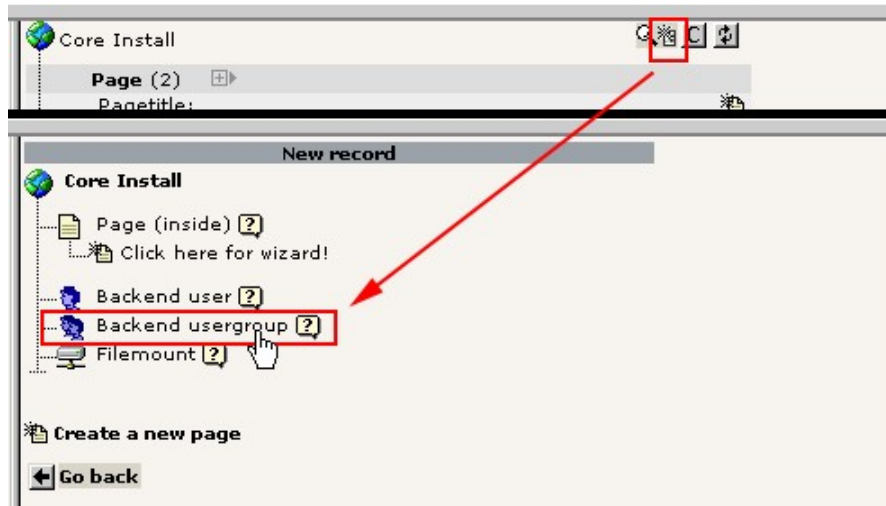 Core Install
C
Page (2)
Pagetitle:
New record
Core Install
Page (inside) ?
Click here for wizard!
Backend user ?
Backend usergroup ?
Filemount ?
Create a new page
Go back